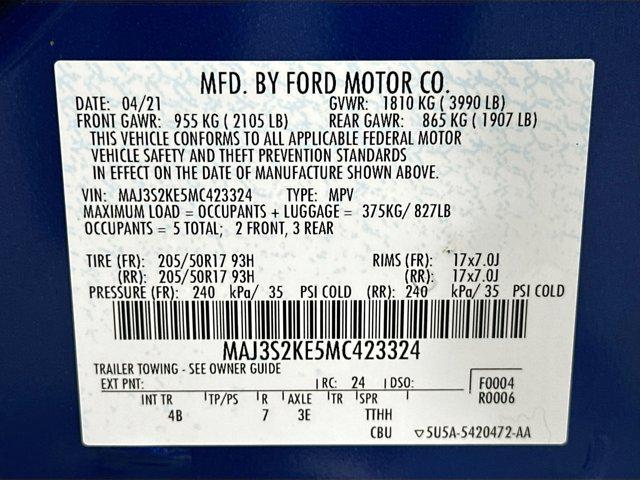 MFD. BY FORD MOTOR CO.
DATE: 04/21 GVWR: 1810 KG ( 3990 LB)
FRONT GAWR: 955 KG ( 2105 LB) REAR GAWR: 865 KG ( 1907 LB)
THIS VEHICLE CONFORMS TO ALL APPLICABLE FEDERAL MOTOR
VEHICLE SAFETY AND THEFT PREVENTION STANDARDS
IN EFFECT ON THE DATE OF MANUFACTURE SHOWN ABOVE.
VIN: MAJ3S2KE5MC423324 TYPE: MPV
MAXIMUM LOAD = OCCUPANTS + LUGGAGE = 375KG/ 827LB
OCCUPANTS = 5 TOTAL; 2 FRONT, 3 REAR
TIRE (FR): 205/50R17 93H RIMS (FR): 17x7.0J
(RR): 205/50R17 93H (RR): 17x7.0J
PRESSURE (FR): 240 kPa/ 35 PSI COLD (RR): 240 kPa/ 35 PSI COLD
MAJ3S2KE5MC423324
TRAILER TOWING - SEE OWNER GUIDE
EXT PNT: RC: 24 DSO: F0004
R0006
INT TR TP/PS R AXLE TR SPR
4B 7 3E TTHH
CBU ▽5U5A-5420472-AA